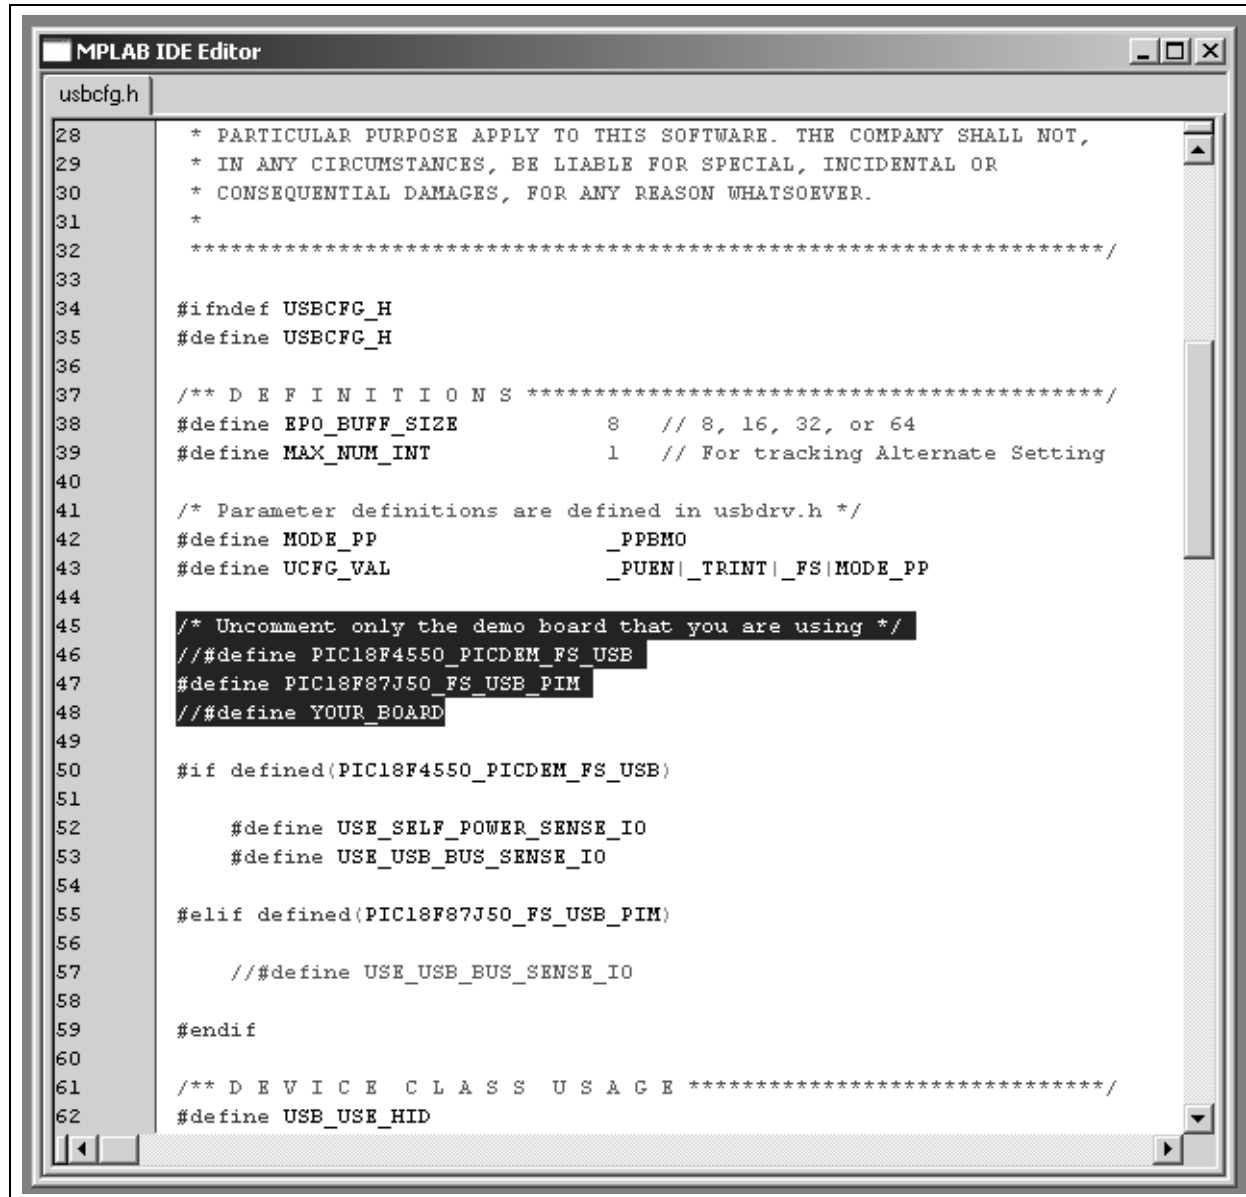 MPLAB IDE Editor
usbcfg.h
28 * PARTICULAR PURPOSE APPLY TO THIS SOFTWARE. THE COMPANY SHALL NOT,
29 * IN ANY CIRCUMSTANCES, BE LIABLE FOR SPECIAL, INCIDENTAL OR
30 * CONSEQUENTIAL DAMAGES, FOR ANY REASON WHATSOEVER.
31 *
32 ********************************************************************/
33
34 #ifndef USBCFG_H
35 #define USBCFG_H
36
37 /** D E F I N I T I O N S *******************************************/
38 #define EP0_BUFF_SIZE 8 // 8, 16, 32, or 64
39 #define MAX_NUM_INT 1 // For tracking Alternate Setting
40
41 /* Parameter definitions are defined in usbdrv.h */
42 #define MODE_PP _PPBM0
43 #define UCFG_VAL _PUEN|_TRINT|_FS|MODE_PP
44
45 /* Uncomment only the demo board that you are using */
46 //#define PIC18F4550_PICDEM_FS_USB
47 #define PIC18F87J50_FS_USB_PIM
48 //#define YOUR_BOARD
49
50 #if defined(PIC18F4550_PICDEM_FS_USB)
51
52 #define USE_SELF_POWER_SENSE_IO
53 #define USE_USB_BUS_SENSE_IO
54
55 #elif defined(PIC18F87J50_FS_USB_PIM)
56
57 //#define USE_USB_BUS_SENSE_IO
58
59 #endif
60
61 /** D E V I C E C L A S S U S A G E *******************************/
62 #define USB_USE_HID